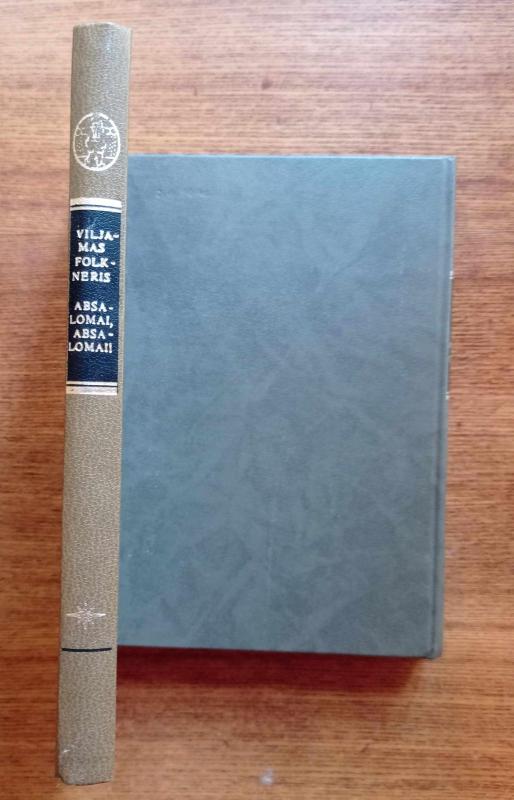 VILJA-
MAS
FOLK-
NERIS
ABSA-
LOMAI,
ABSA-
LOMAI!